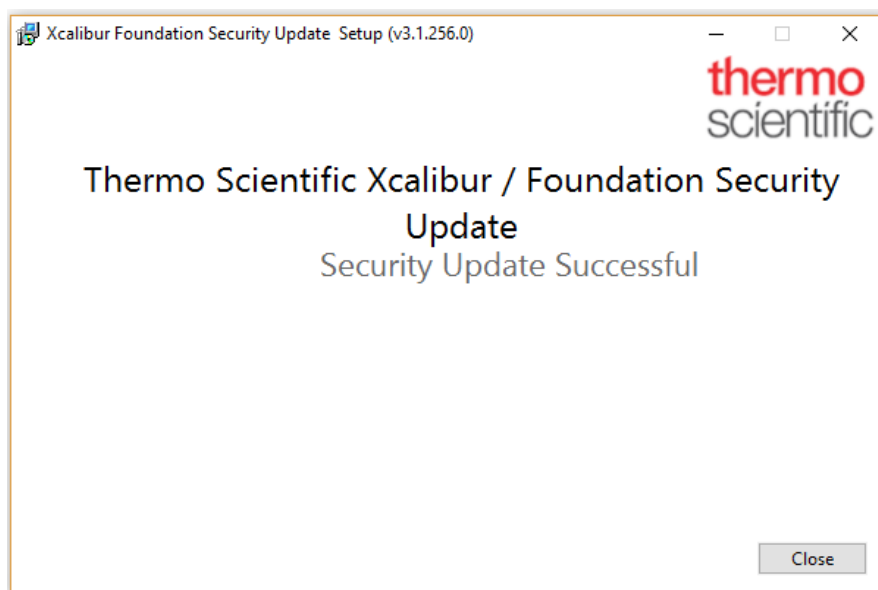 Xcalibur Foundation Security Update  Setup (v3.1.256.0)
thermo
scientific
Thermo Scientific Xcalibur / Foundation Security
Update
Security Update Successful
Close